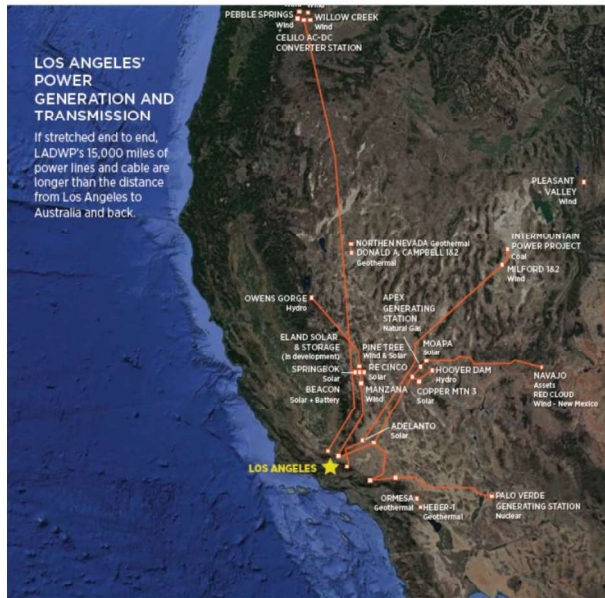 LOS ANGELES'
POWER
GENERATION AND
TRANSMISSION
If stretched end to end,
LADWP's 15,000 miles of
power lines and cable are
longer than the distance
from Los Angeles to
Australia and back.
PEBBLE SPRINGS
Wind
WILLOW CREEK
Wind
CELILO AC-DC
CONVERTER STATION
PLEASANT
VALLEY
Wind
NORTHEN NEVADA Geothermal
DONALD A. CAMPBELL 1&2
Geothermal
INTERMOUNTAIN
POWER PROJECT
Coal
MILFORD 1&2
Wind
OWENS GORGE
Hydro
APEX
GENERATING
STATION
Natural Gas
ELAND SOLAR
& STORAGE
(In development)
PINE TREE
Wind & Solar
MOAPA
Solar
SPRINGBOK
Solar
RE CINCO
Solar
HOOVER DAM
Hydro
BEACON
Solar + Battery
MANZANA
Wind
COPPER MTN 3
Solar
NAVAJO
Assets
RED CLOUD
Wind - New Mexico
ADELANTO
Solar
LOS ANGELES
ORMESA
Geothermal
HEBER-1
Geothermal
PALO VERDE
GENERATING STATION
Nuclear